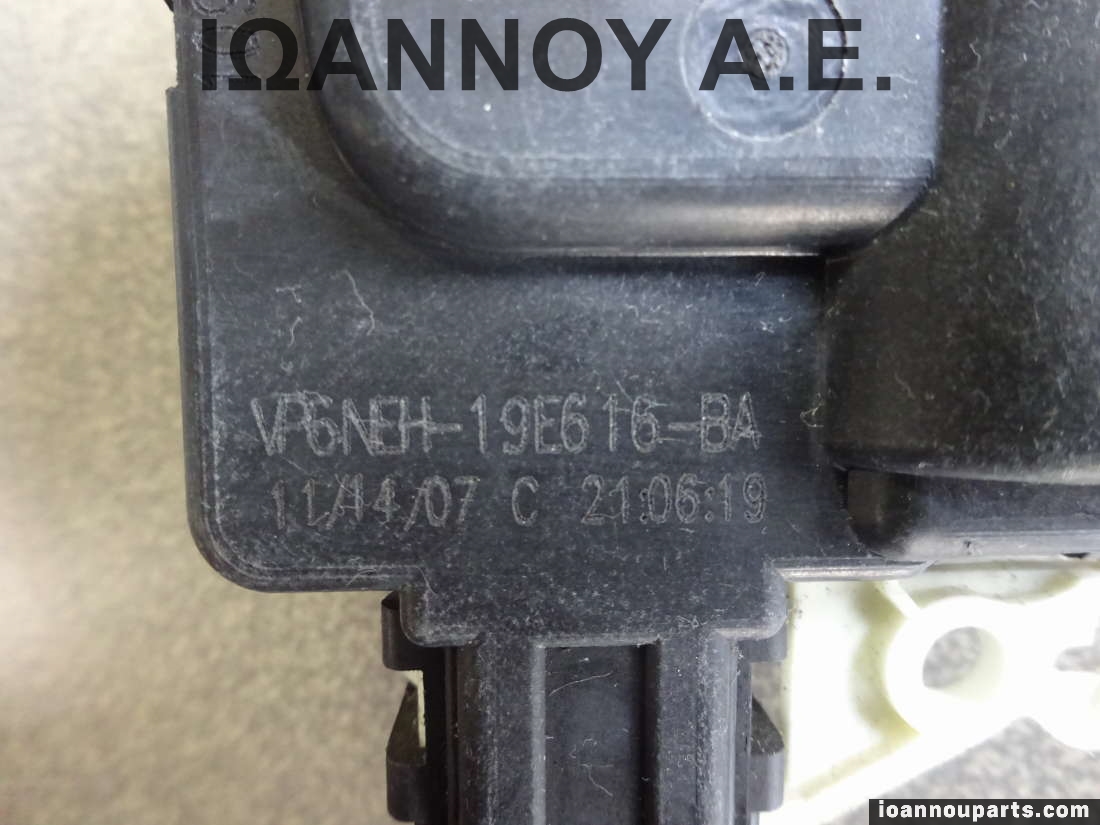 ΙΩΑΝΝΟΥ Α.Ε.
VP6NEH-19E616-BA
11/14/07 C 21:06:19
ioannouparts.com